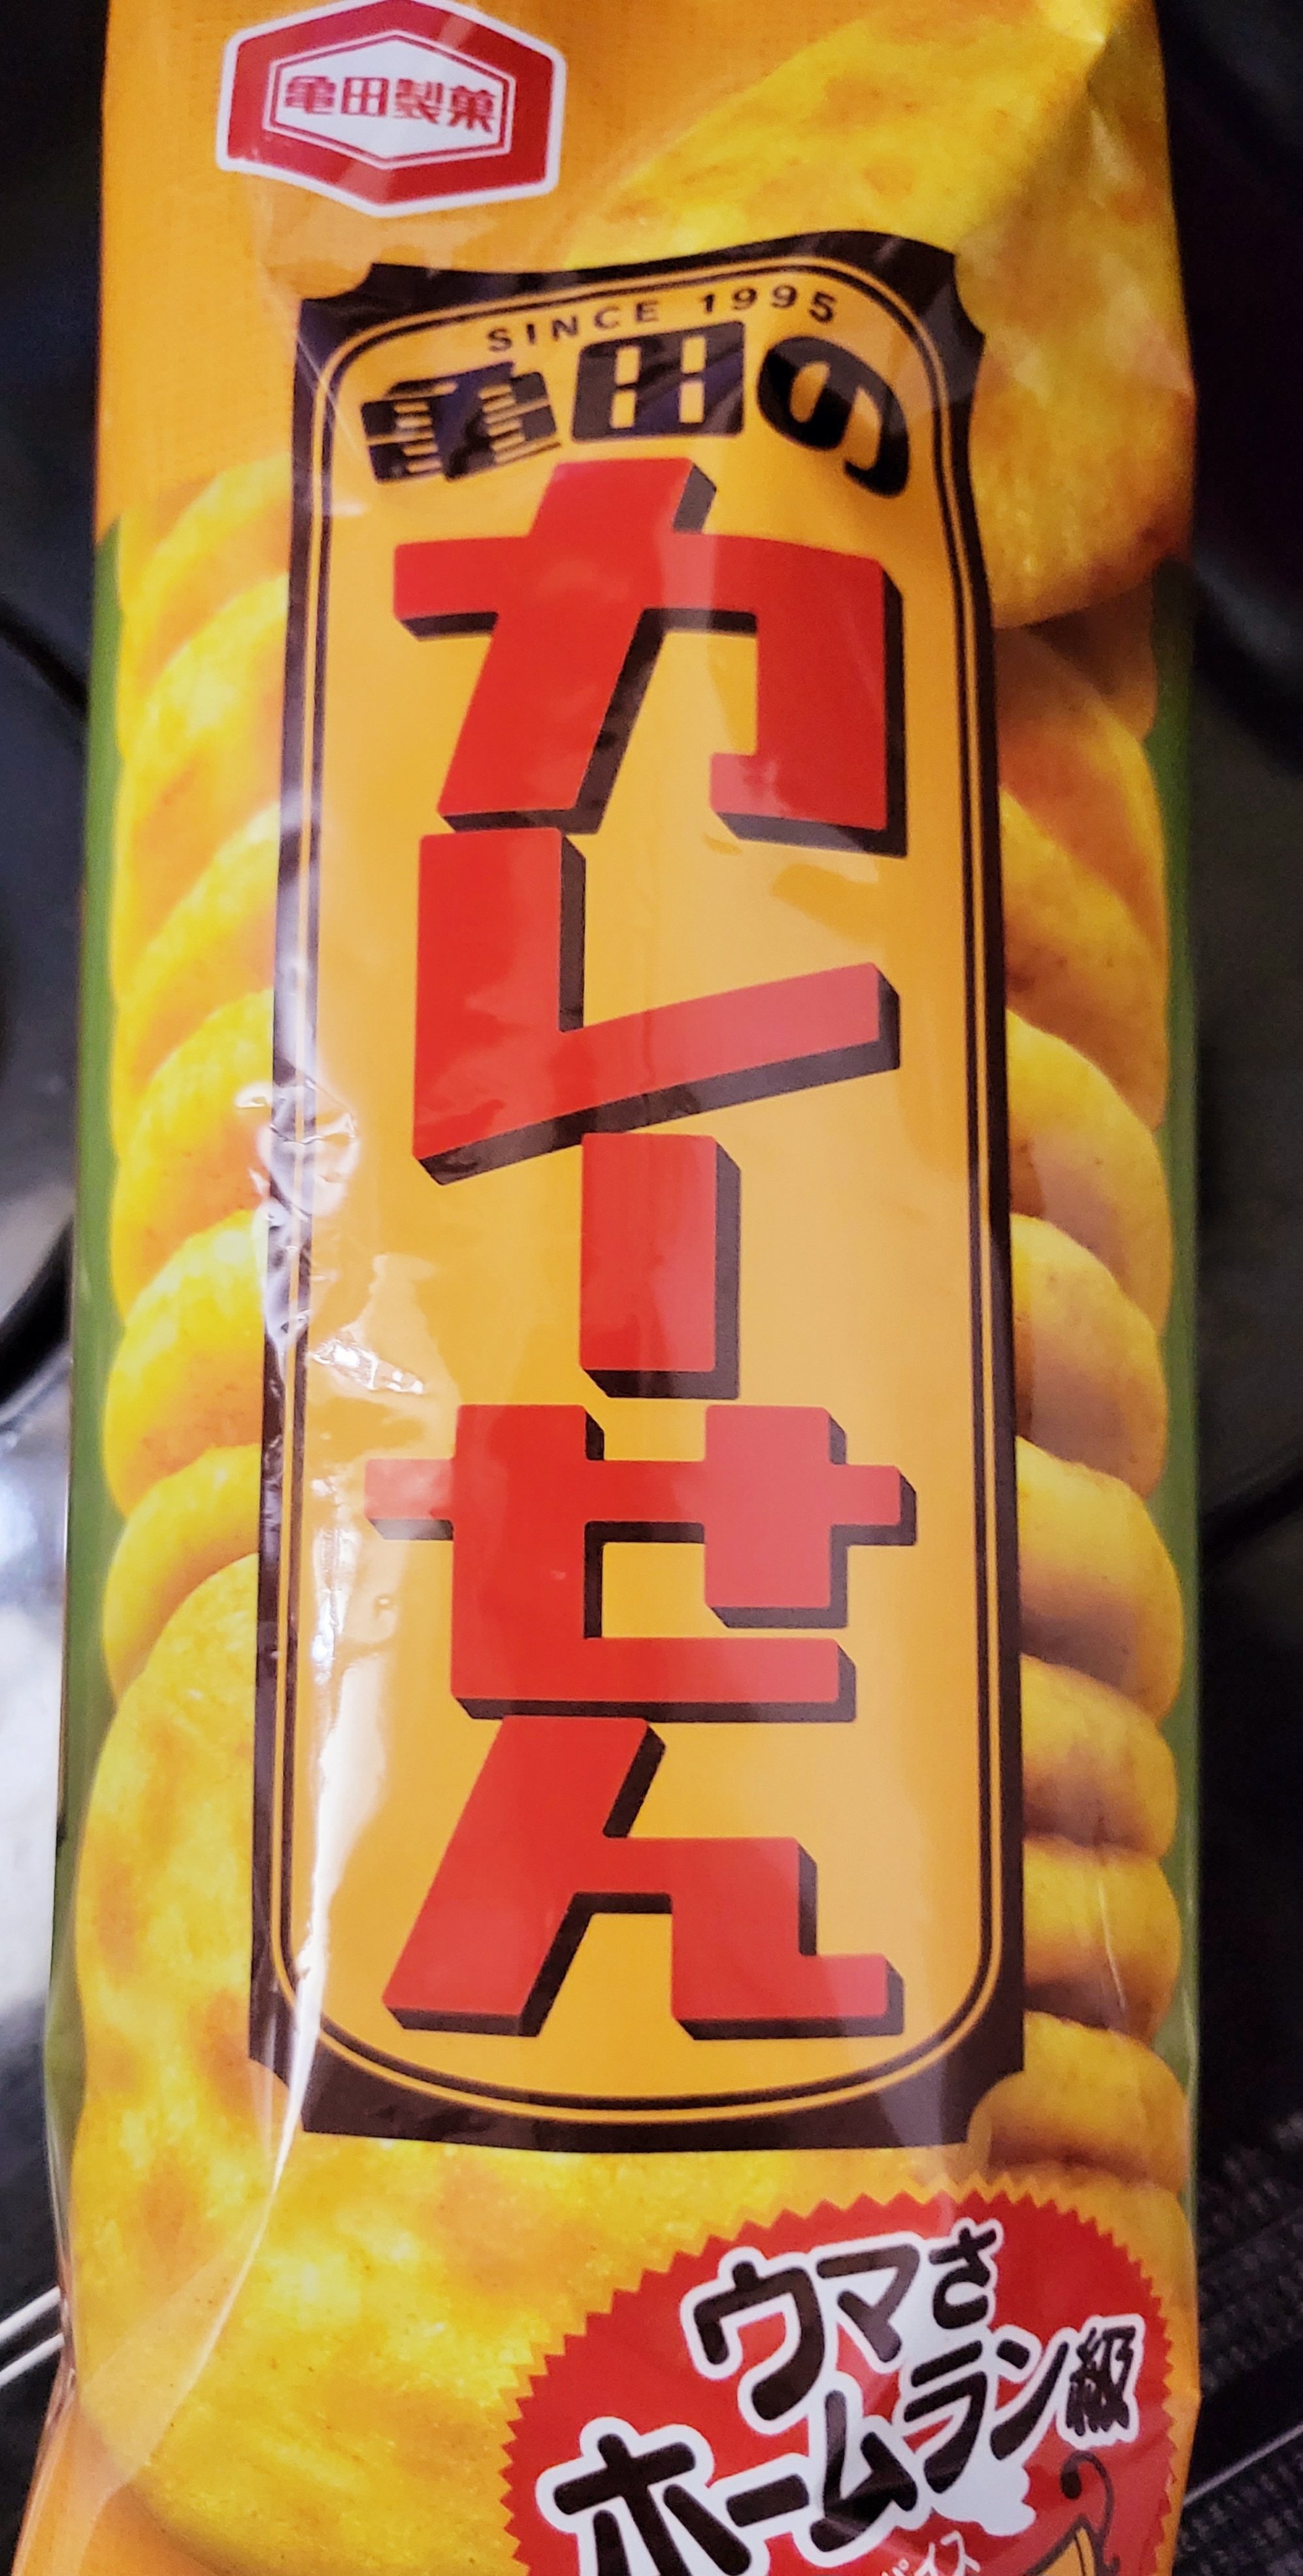 亀田製菓
SINCE 1995
亀田の
カレーせん
ウマさ
ホームラン級